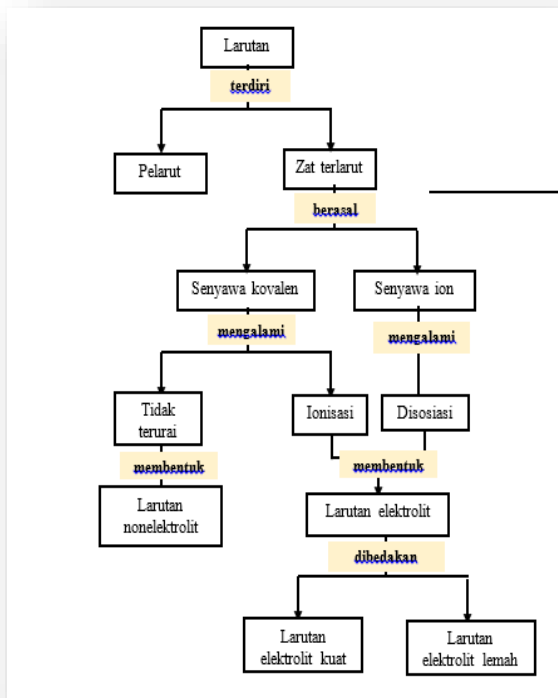 Larutan
terdiri
Pelarut
Zat terlarut
berasal
Senyawa kovalen
Senyawa ion
mengalami
mengalami
Tidak
terurai
Ionisasi
Disosiasi
membentuk
membentuk
Larutan
nonelektrolit
Larutan elektrolit
dibedakan
Larutan
elektrolit kuat
Larutan
elektrolit lemah